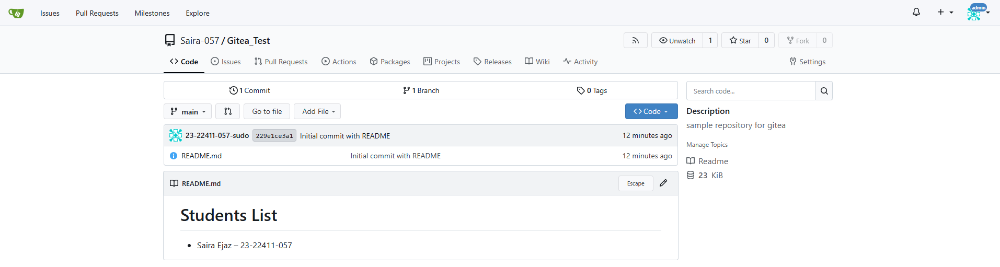 Issues Pull Requests Milestones Explore admin
Saira-057 / Gitea_Test Unwatch 1 Star 0 Fork 0
Code Issues Pull Requests Actions Packages Projects Releases Wiki Activity Settings
1 Commit 1 Branch 0 Tags
Search code...
main Go to file Add File Code
Description
sample repository for gitea
23-22411-057-sudo 229e1ce3a1 Initial commit with README 12 minutes ago
Manage Topics
README.md Initial commit with README 12 minutes ago
Readme
23 KiB
README.md Escape
Students List
• Saira Ejaz – 23-22411-057